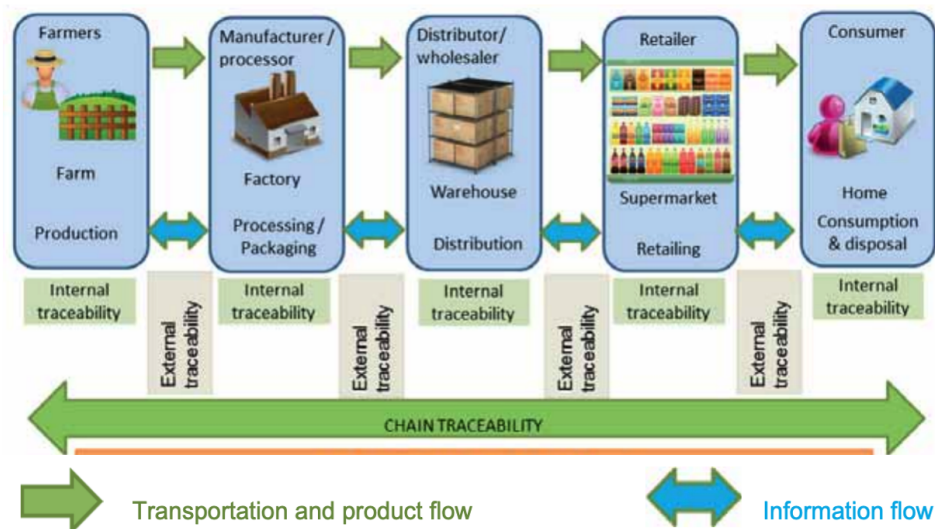 Farmers
Farm
Production
Manufacturer /
processor
Factory
Processing /
Packaging
Distributor/
wholesaler
Warehouse
Distribution
Retailer
Supermarket
Retailing
Consumer
Home
Consumption
& disposal
Internal
traceability
External
traceability
Internal
traceability
External
traceability
Internal
traceability
External
traceability
Internal
traceability
External
traceability
Internal
traceability
CHAIN TRACEABILITY
Transportation and product flow
Information flow